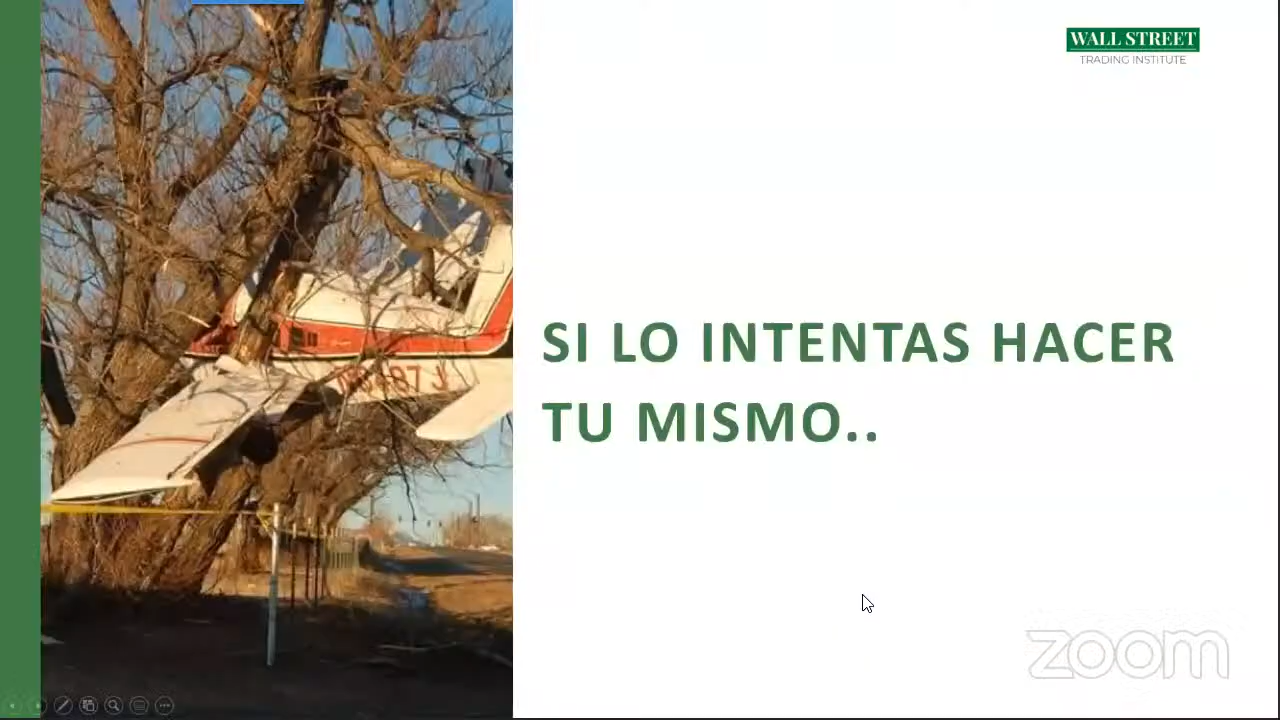 WALL STREET
TRADING INSTITUTE
SI LO INTENTAS HACER
TU MISMO..
zoom